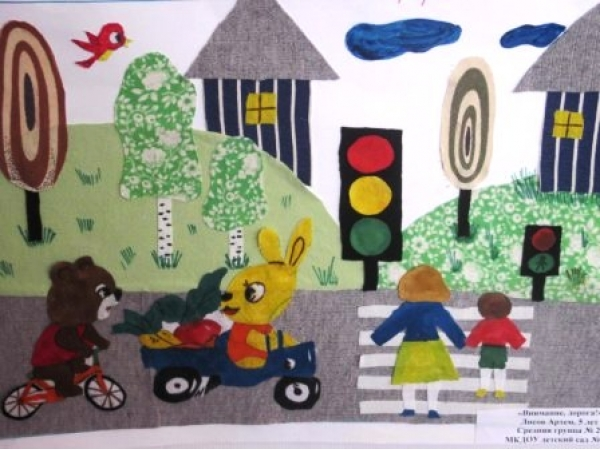 «Внимание, дорога!»
Лисов Артем, 5 лет
Средняя группа № 2
МКДОУ детский сад №